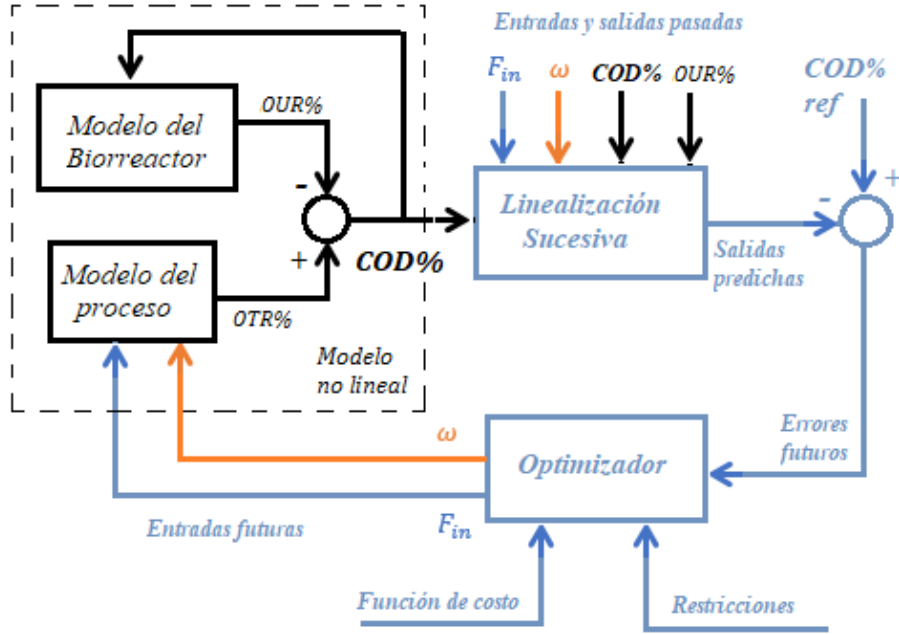 Entradas y salidas pasadas
F_in
ω
COD%
OUR%
COD%
ref
Modelo del
Biorreactor
OUR%
-
+
COD%
Linealización
Sucesiva
-
+
Salidas
predichas
Modelo del
proceso
OTR%
Modelo
no líneal
ω
Optimizador
Errores
futuros
Entradas futuras
F_in
Función de costo
Restricciones